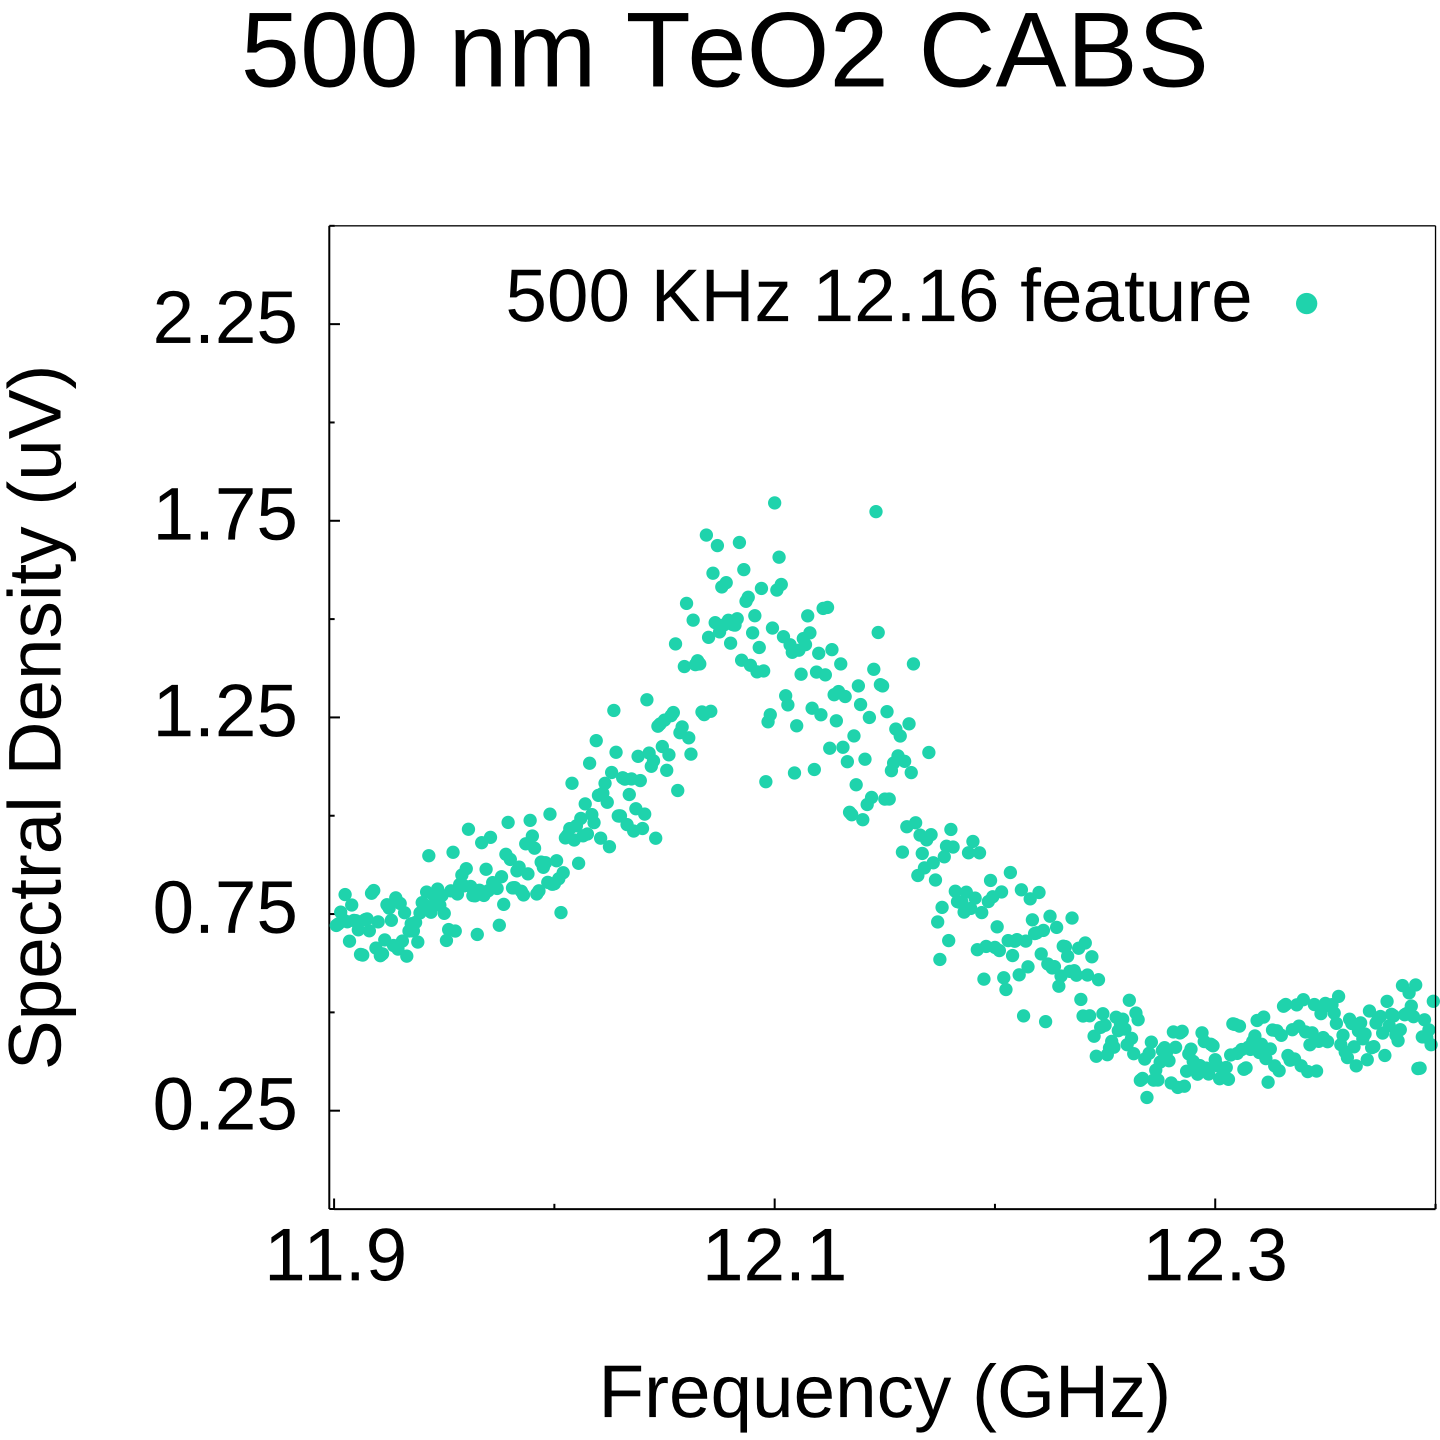 500 nm TeO2 CABS
500 KHz 12.16 feature
2.25
1.75
1.25
0.75
0.25
Spectral Density (uV)
11.9 12.1 12.3
Frequency (GHz)